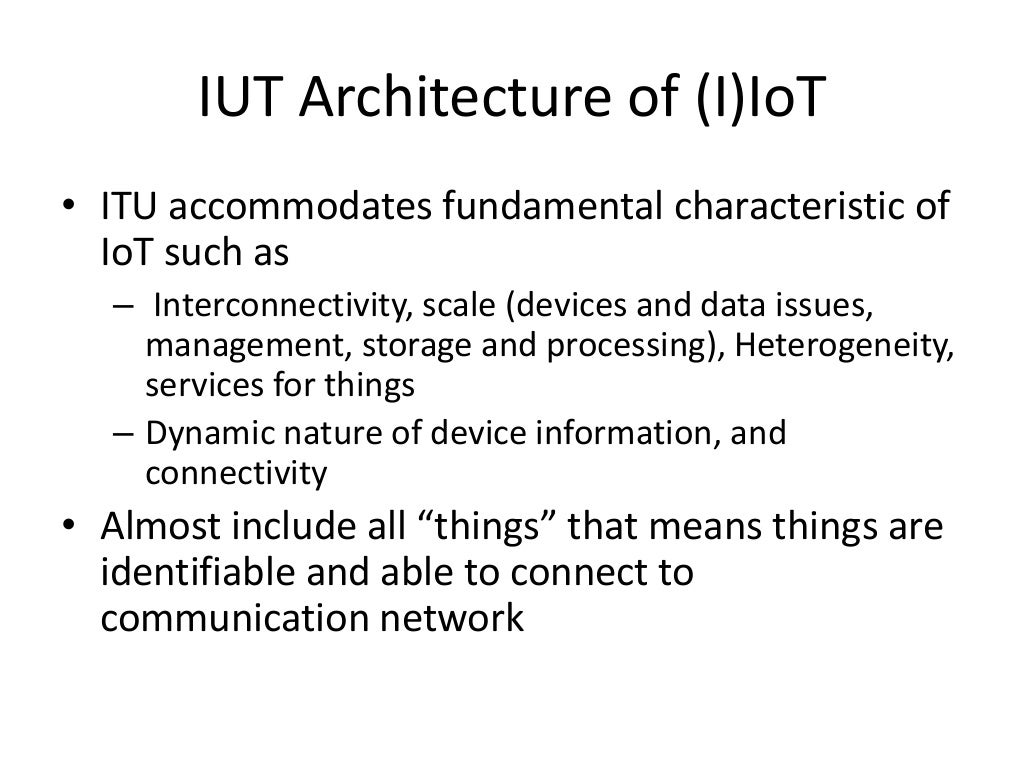 IUT Architecture of (I)IoT
• ITU accommodates fundamental characteristic of
IoT such as
– Interconnectivity, scale (devices and data issues,
management, storage and processing), Heterogeneity,
services for things
– Dynamic nature of device information, and
connectivity
• Almost include all “things” that means things are
identifiable and able to connect to
communication network